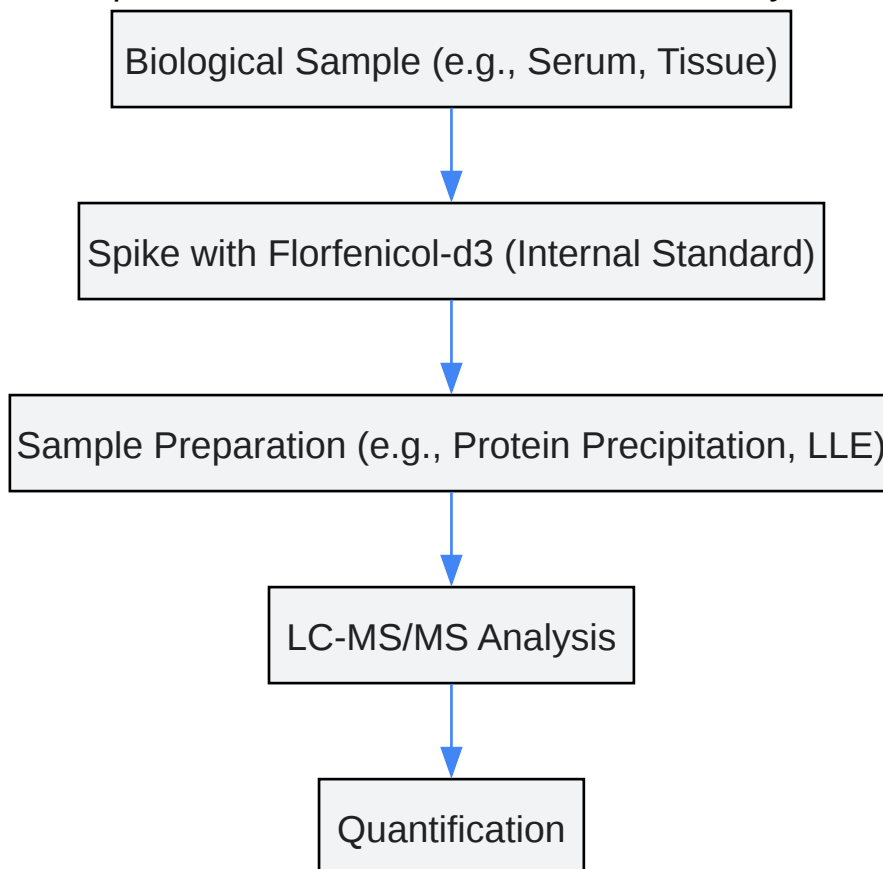 Biological Sample (e.g., Serum, Tissue)
Spike with Florfenicol-d3 (Internal Standard)
Sample Preparation (e.g., Protein Precipitation, LLE)
LC-MS/MS Analysis
Quantification